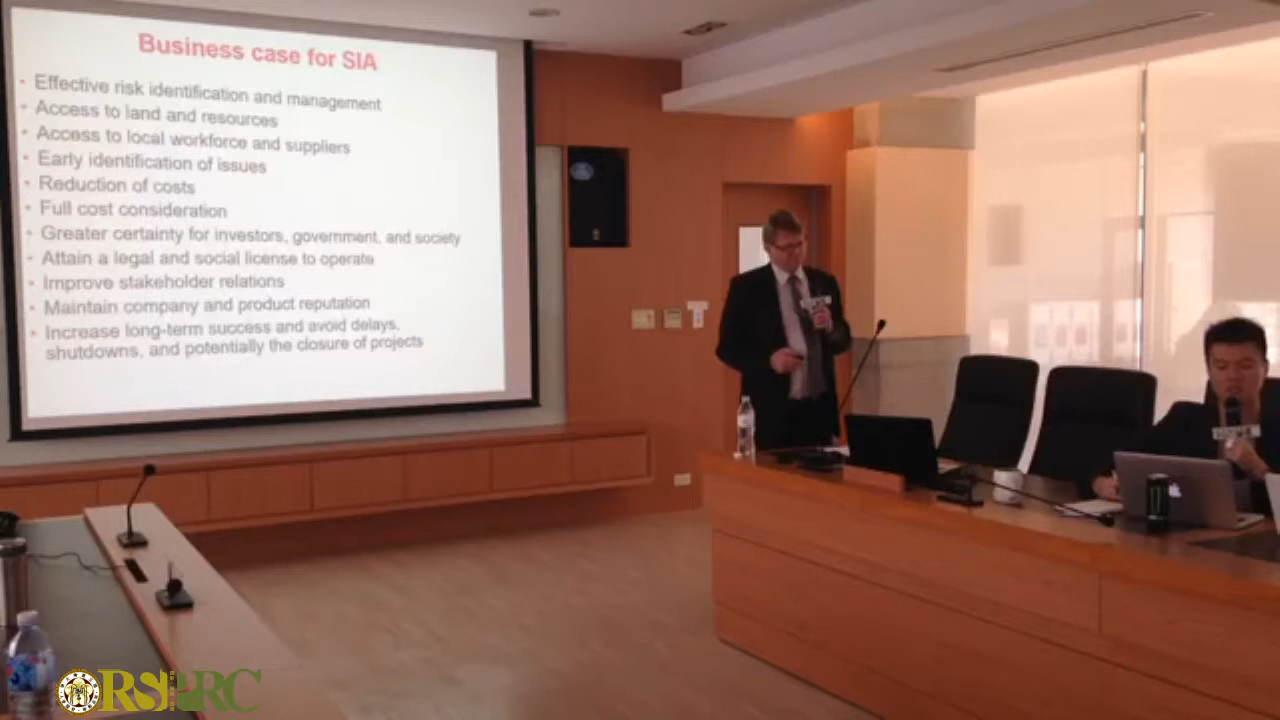 Business case for SIA
• Effective risk identification and management
• Access to land and resources
• Access to local workforce and suppliers
• Early identification of issues
• Reduction of costs
• Full cost consideration
• Greater certainty for investors, government, and society
• Attain a legal and social license to operate
• Improve stakeholder relations
• Maintain company and product reputation
• Increase long-term success and avoid delays,
shutdowns, and potentially the closure of projects
RSPRC